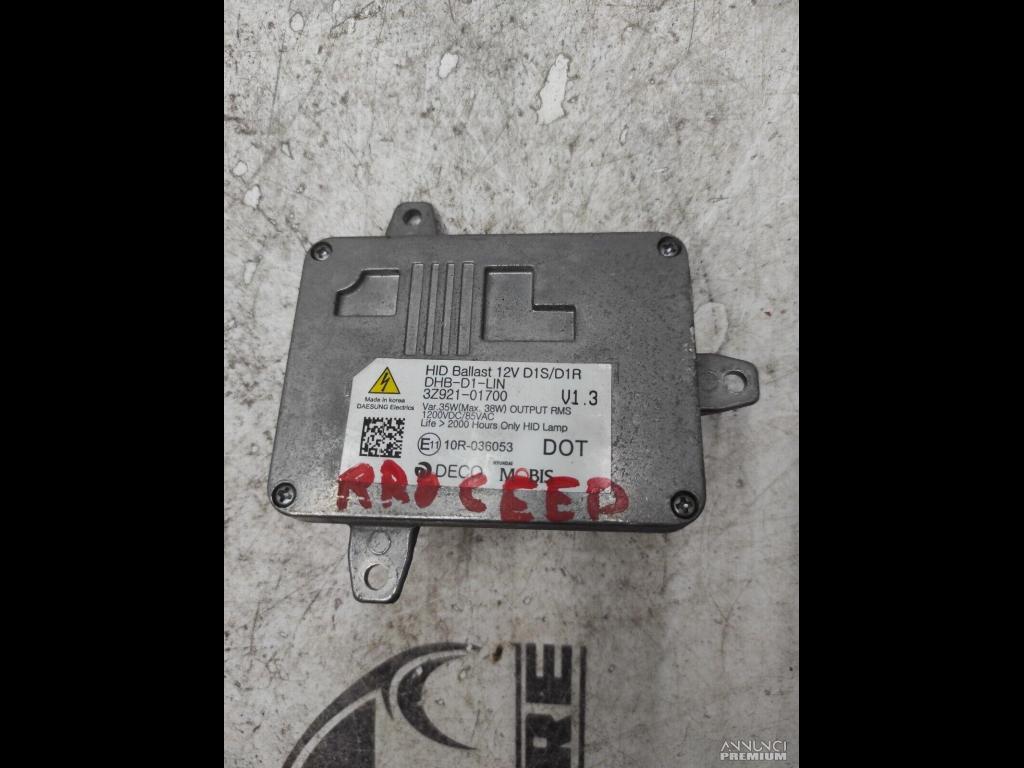 HID Ballast 12V D1S/D1R
DHB-D1-LIN
3Z921-01700 V1.3
Made in korea
DAESUNG Electrics
Var.35W(Max. 38W) OUTPUT RMS
1200VDC/85VAC
Life > 2000 Hours Only HID Lamp
E11 10R-036053 DOT
DECO HYUNDAI MOBIS
CEED
RE
ANNUNCI
PREMIUM